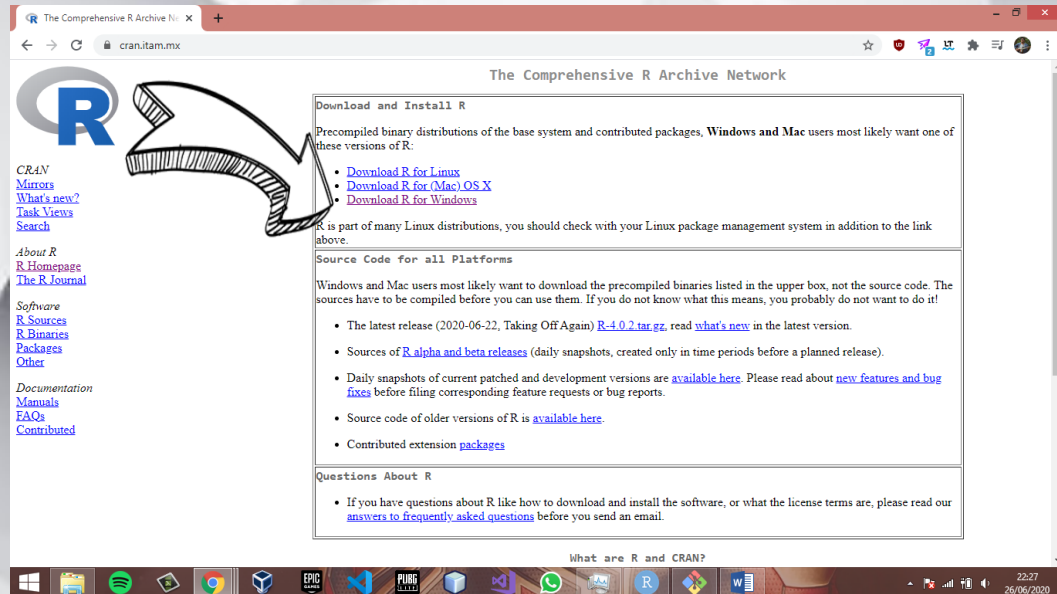 The Comprehensive R Archive Ne
cran.itam.mx
2
R
The Comprehensive R Archive Network
CRAN
Mirrors
What's new?
Task Views
Search
About R
R Homepage
The R Journal
Software
R Sources
R Binaries
Packages
Other
Documentation
Manuals
FAQs
Contributed
Download and Install R
Precompiled binary distributions of the base system and contributed packages, Windows and Mac users most likely want one of
these versions of R:
Download R for Linux
Download R for (Mac) OS X
Download R for Windows
R is part of many Linux distributions, you should check with your Linux package management system in addition to the link
above.
Source Code for all Platforms
Windows and Mac users most likely want to download the precompiled binaries listed in the upper box, not the source code. The
sources have to be compiled before you can use them. If you do not know what this means, you probably do not want to do it!
The latest release (2020-06-22, Taking Off Again) R-4.0.2.tar.gz, read what's new in the latest version.
Sources of R alpha and beta releases (daily snapshots, created only in time periods before a planned release).
Daily snapshots of current patched and development versions are available here. Please read about new features and bug
fixes before filing corresponding feature requests or bug reports.
Source code of older versions of R is available here.
Contributed extension packages
Questions About R
If you have questions about R like how to download and install the software, or what the license terms are, please read our
answers to frequently asked questions before you send an email.
What are R and CRAN?
EPIC
GAMES
PUBG
R
W
22:27
26/06/2020